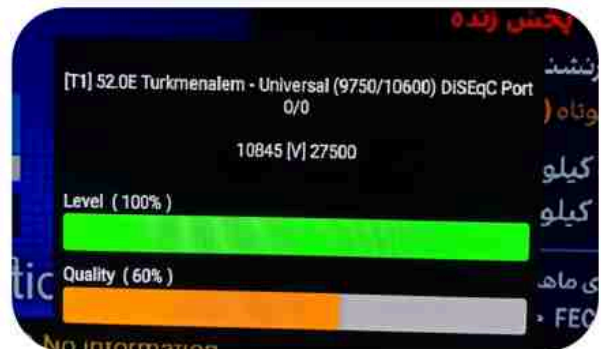 پخش زنده
[T1] 52.0E Turkmenalem - Universal (9750/10600) DiSEqC Port
0/0
10845 [V] 27500
کیلو
Level ( 100% )
کیلو
Quality ( 60% )
tic
FEC
No information